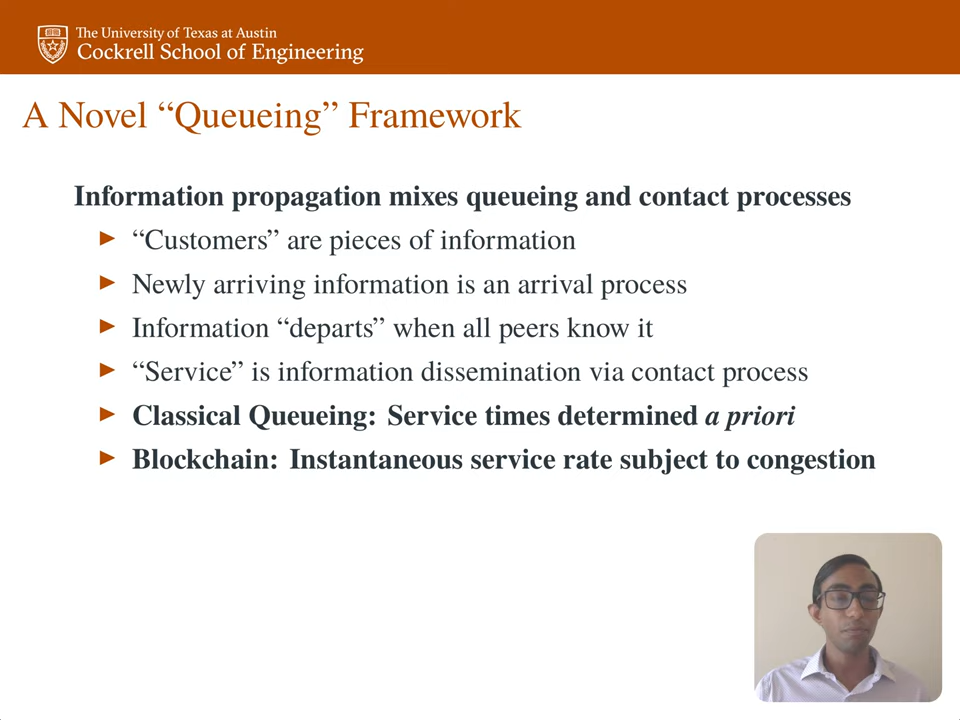 The University of Texas at Austin
Cockrell School of Engineering
A Novel “Queueing” Framework
Information propagation mixes queueing and contact processes
“Customers” are pieces of information
Newly arriving information is an arrival process
Information “departs” when all peers know it
“Service” is information dissemination via contact process
Classical Queueing: Service times determined a priori
Blockchain: Instantaneous service rate subject to congestion